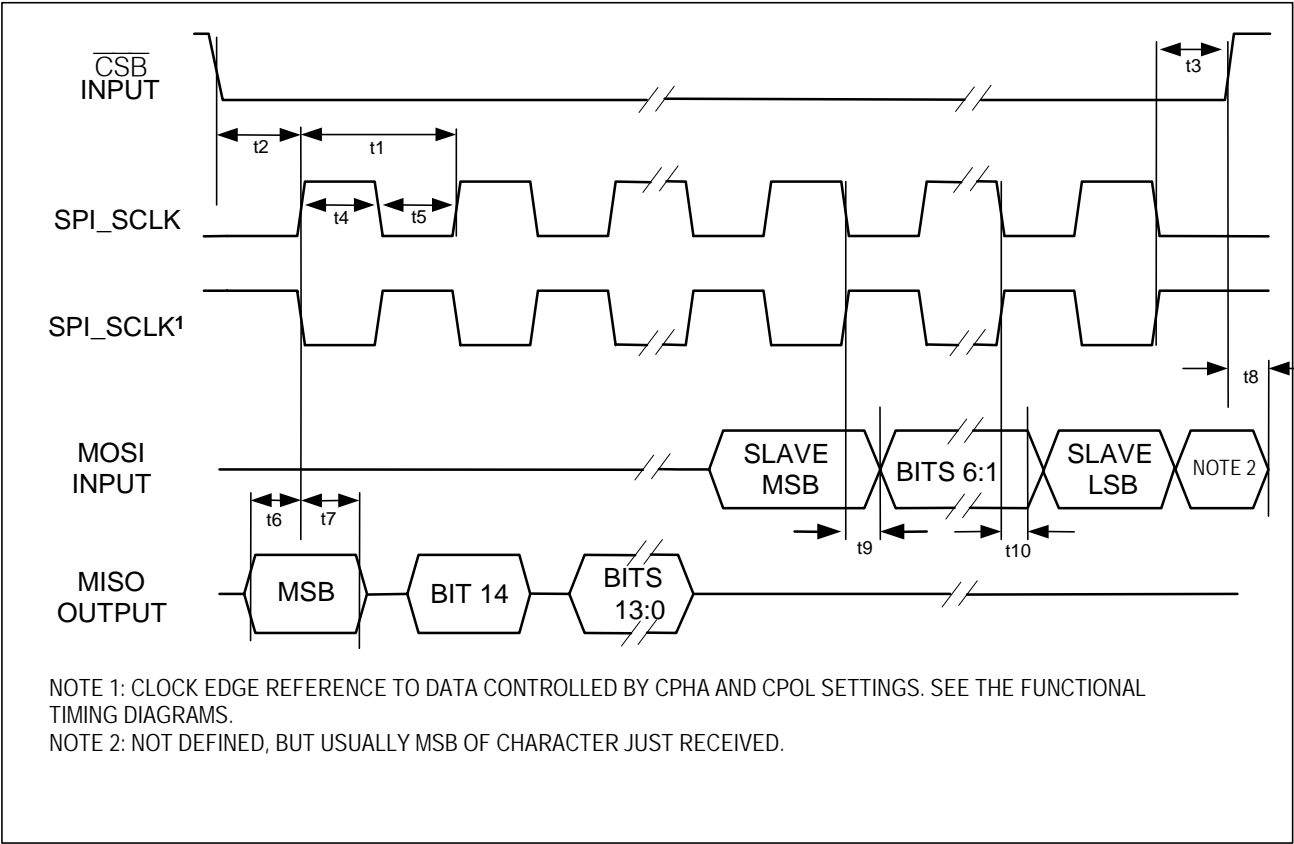 CSB
INPUT
t3
t2
t1
SPI_SCLK
t4
t5
SPI_SCLK¹
t8
MOSI
INPUT
SLAVE
MSB
BITS 6:1
SLAVE
LSB
NOTE 2
t6
t7
t9
t10
MISO
OUTPUT
MSB
BIT 14
BITS
13:0
NOTE 1: CLOCK EDGE REFERENCE TO DATA CONTROLLED BY CPHA AND CPOL SETTINGS. SEE THE FUNCTIONAL
TIMING DIAGRAMS.
NOTE 2: NOT DEFINED, BUT USUALLY MSB OF CHARACTER JUST RECEIVED.